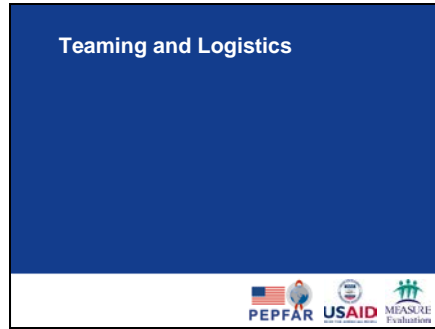 Teaming and Logistics
PEPFAR
USAID
MEASURE
Evaluation